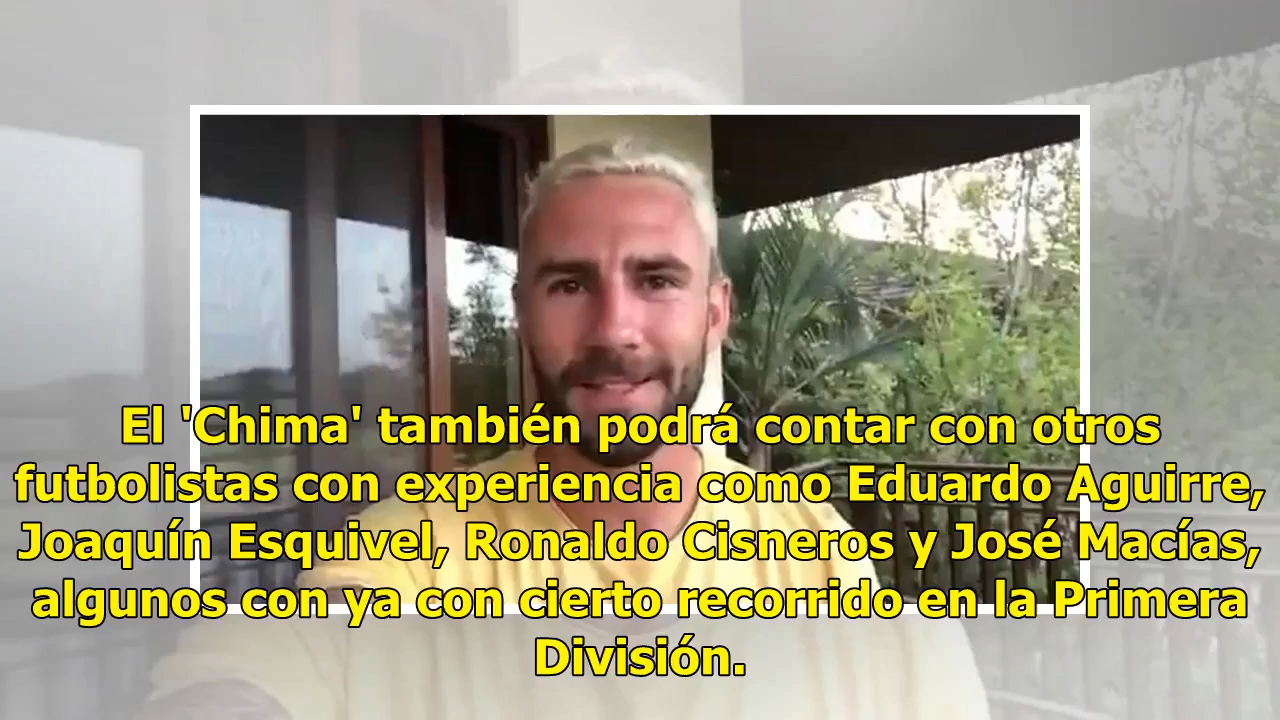 El 'Chima' también podrá contar con otros
futbolistas con experiencia como Eduardo Aguirre,
Joaquín Esquivel, Ronaldo Cisneros y José Macías,
algunos con ya con cierto recorrido en la Primera
División.